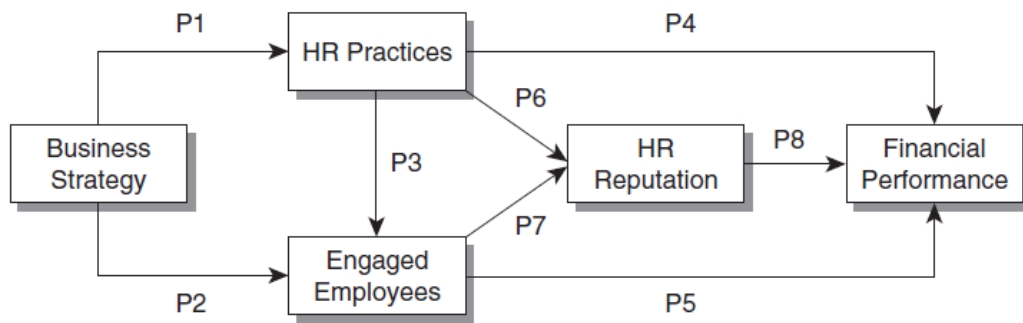 P1
HR Practices
P4
P6
Business
Strategy
P3
HR
Reputation
P8
Financial
Performance
P7
Engaged
Employees
P2
P5